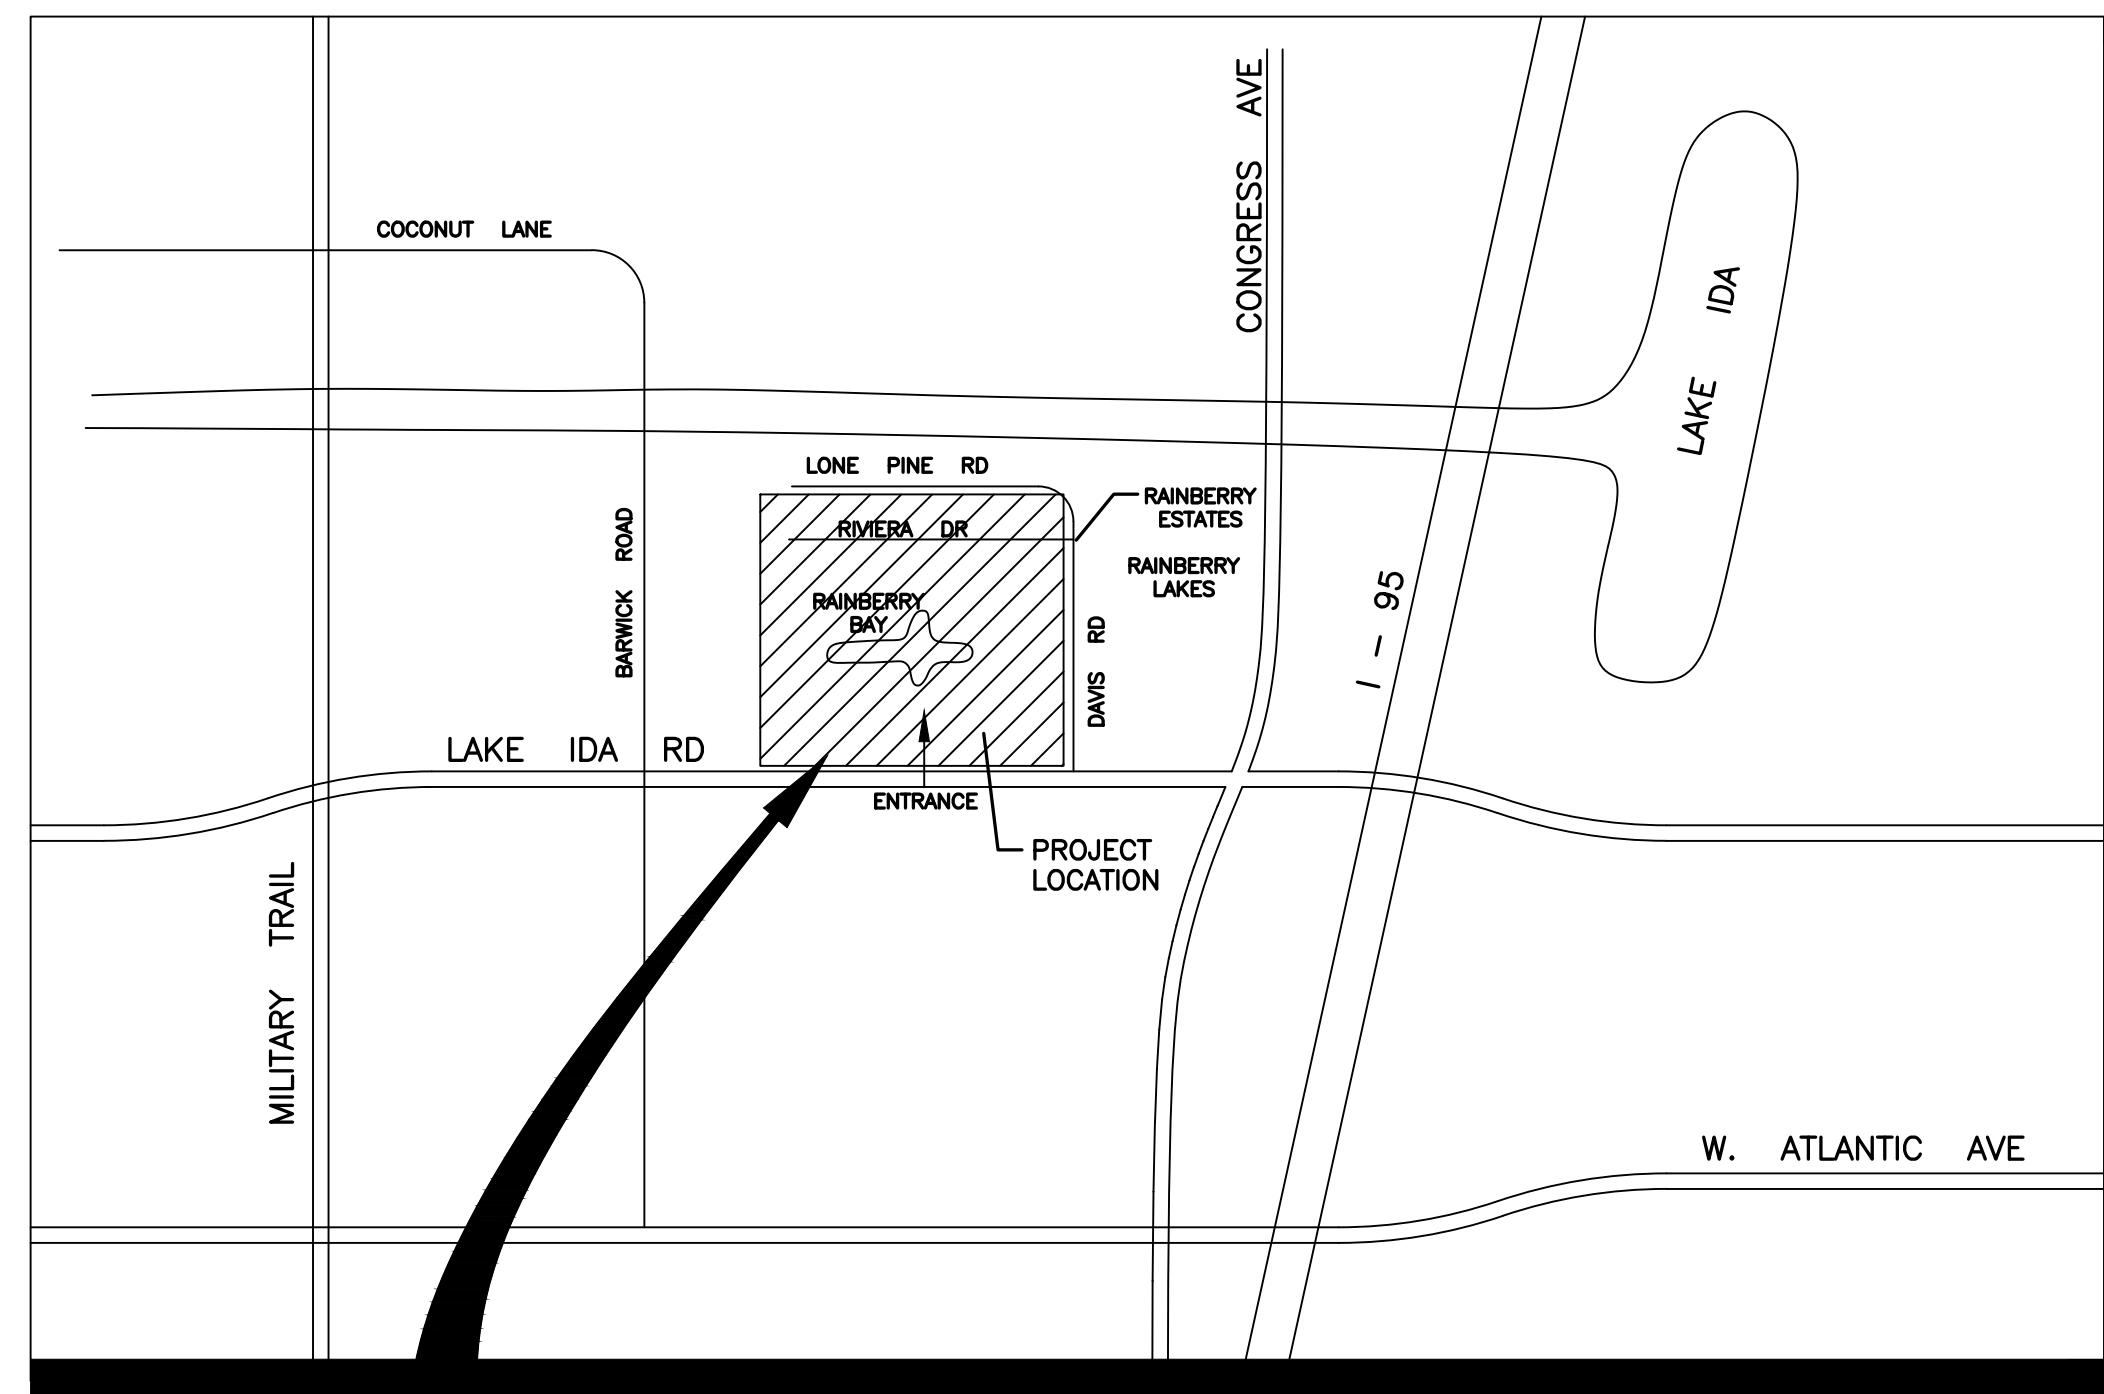 CONGRESS AVE
COCONUT LANE
LAKE IDA
LONE PINE RD
RAINBERRY
ESTATES
RIVIERA DR
BARWICK ROAD
RAINBERRY
LAKES
RAINBERRY
BAY
I - 95
DAVIS RD
LAKE IDA RD
ENTRANCE
PROJECT
LOCATION
MILITARY TRAIL
W. ATLANTIC AVE